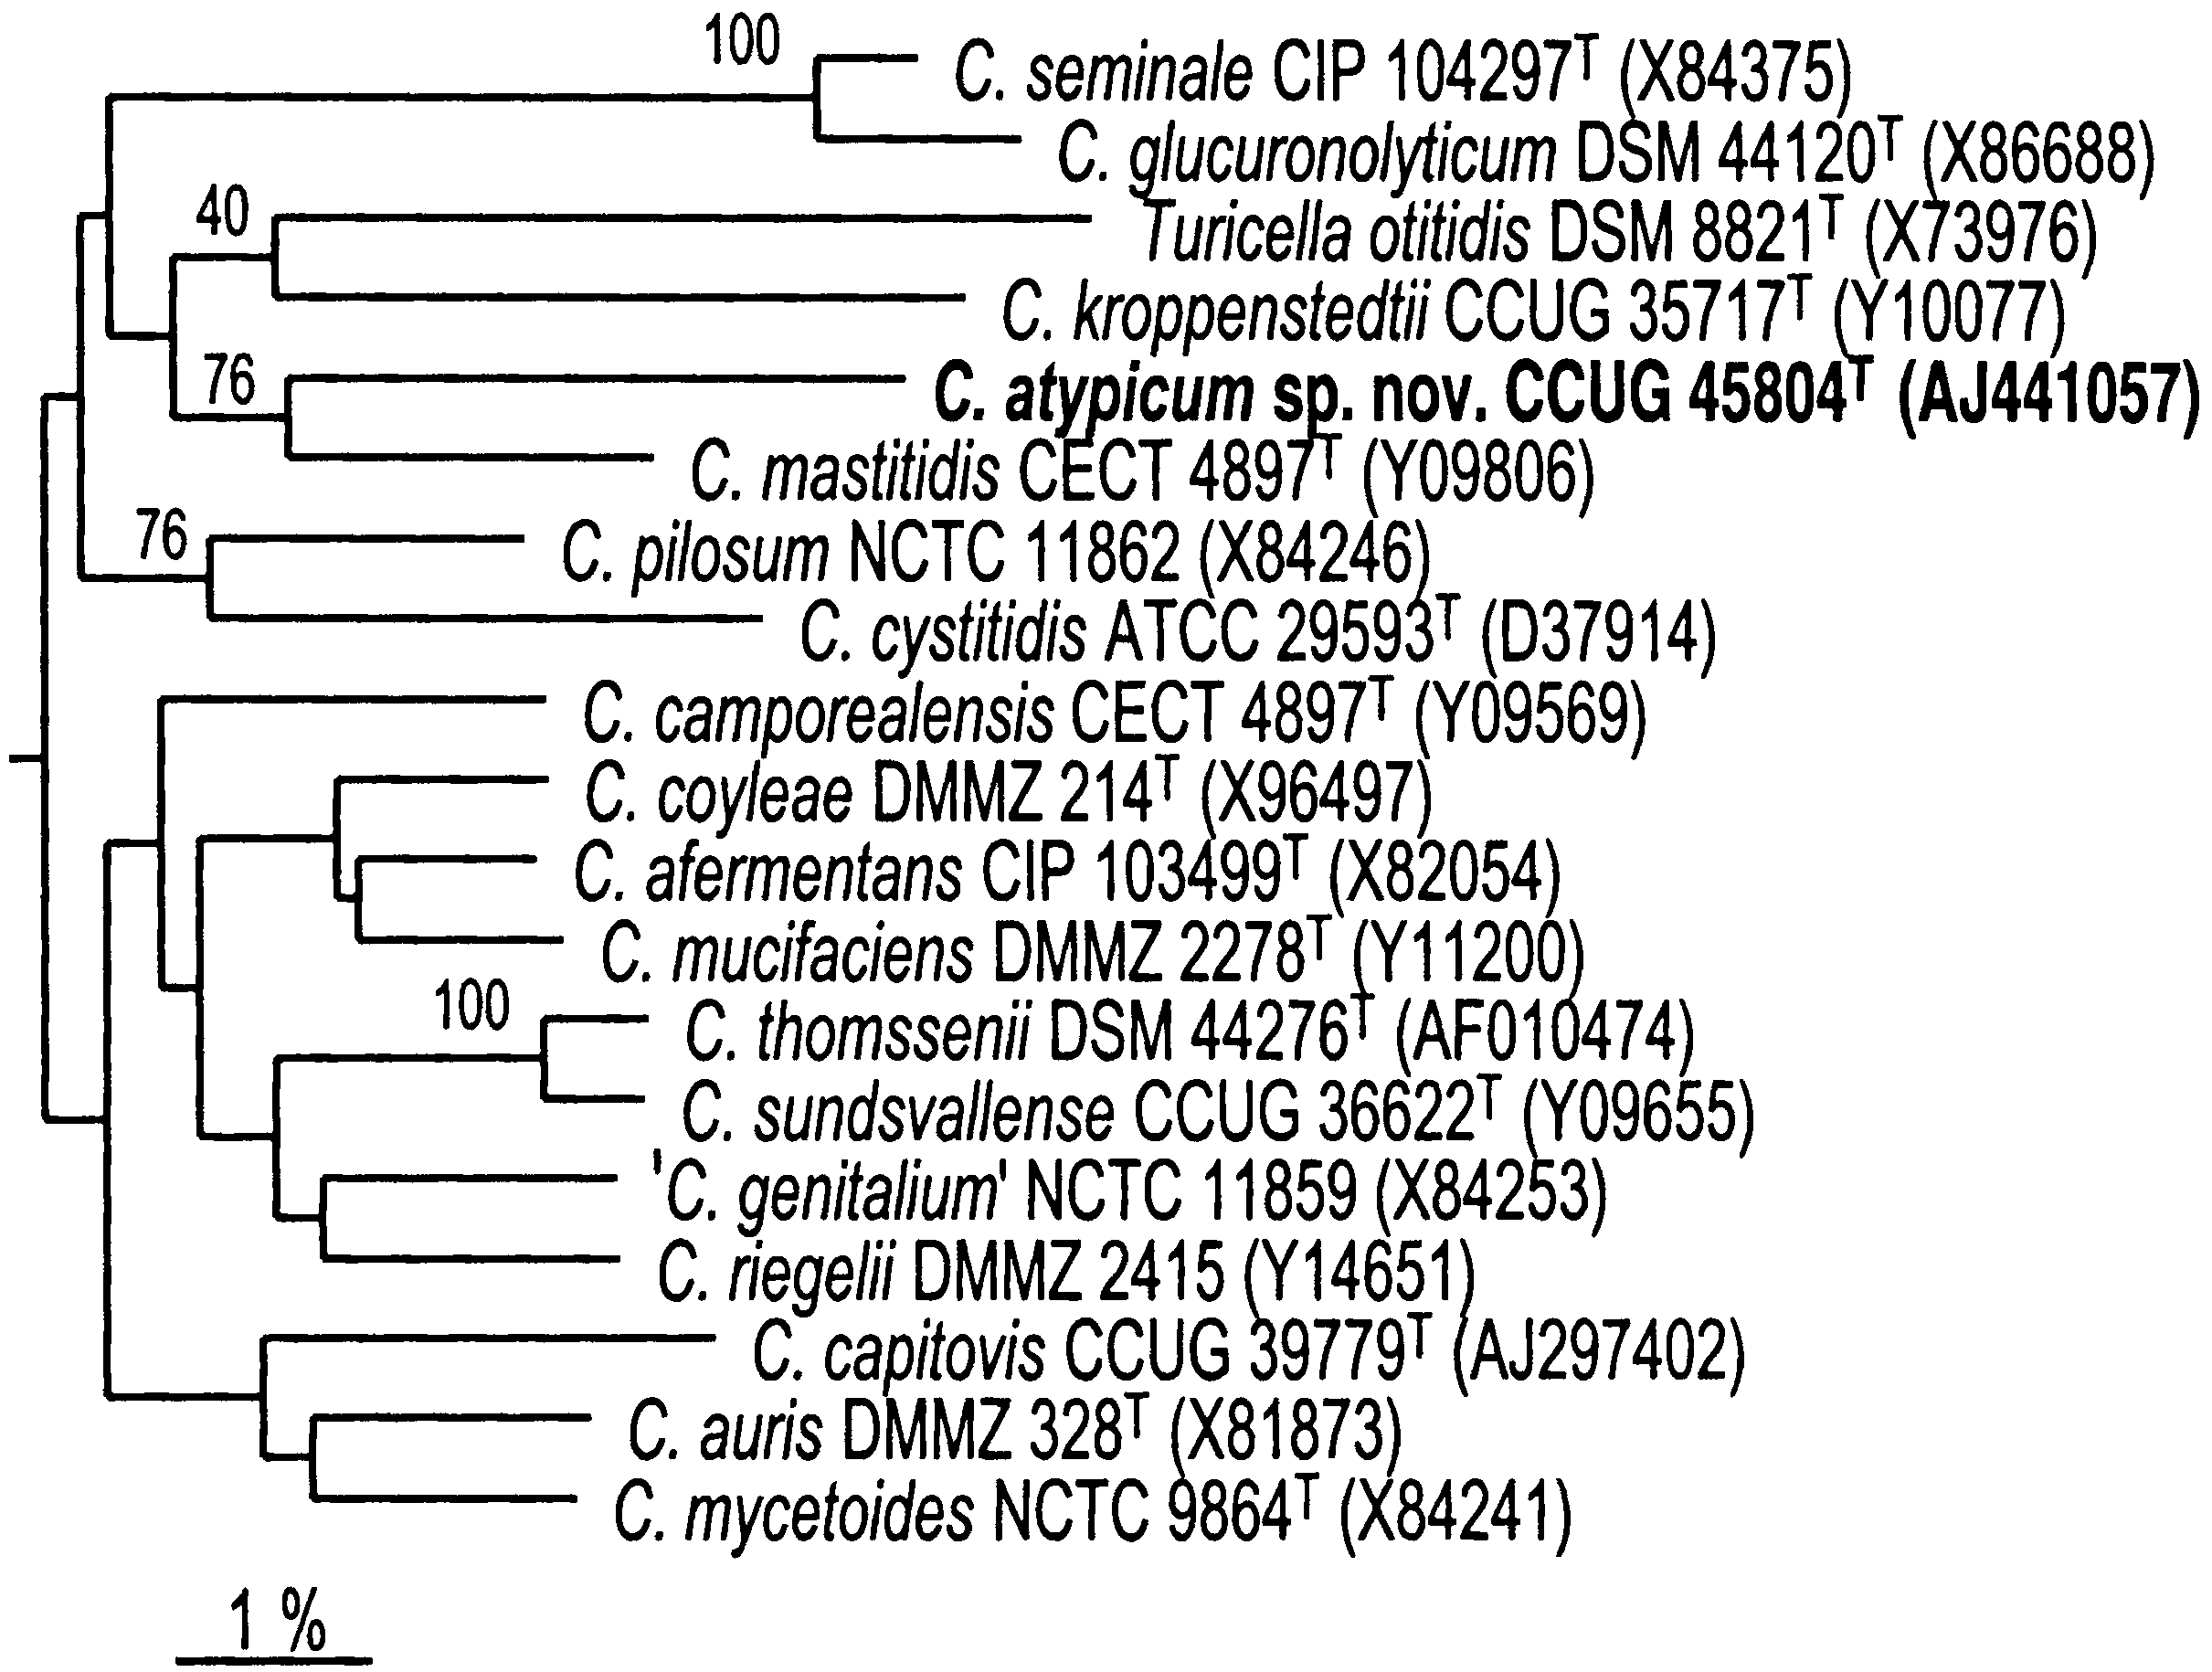 100
C. seminale CIP 104297ᵀ (X84375)
C. glucuronolyticum DSM 44120ᵀ (X86688)
40
Turicella otitidis DSM 8821ᵀ (X73976)
C. kroppenstedtii CCUG 35717ᵀ (Y10077)
76
C. atypicum sp. nov. CCUG 45804ᵀ (AJ441057)
C. mastitidis CECT 4897ᵀ (Y09806)
76
C. pilosum NCTC 11862 (X84246)
C. cystitidis ATCC 29593ᵀ (D37914)
C. camporealensis CECT 4897ᵀ (Y09569)
C. coyleae DMMZ 214ᵀ (X96497)
C. afermentans CIP 103499ᵀ (X82054)
C. mucifaciens DMMZ 2278ᵀ (Y11200)
100
C. thomssenii DSM 44276ᵀ (AF010474)
C. sundsvallense CCUG 36622ᵀ (Y09655)
'C. genitalium' NCTC 11859 (X84253)
C. riegelii DMMZ 2415 (Y14651)
C. capitovis CCUG 39779ᵀ (AJ297402)
C. auris DMMZ 328ᵀ (X81873)
C. mycetoides NCTC 9864ᵀ (X84241)
1 %